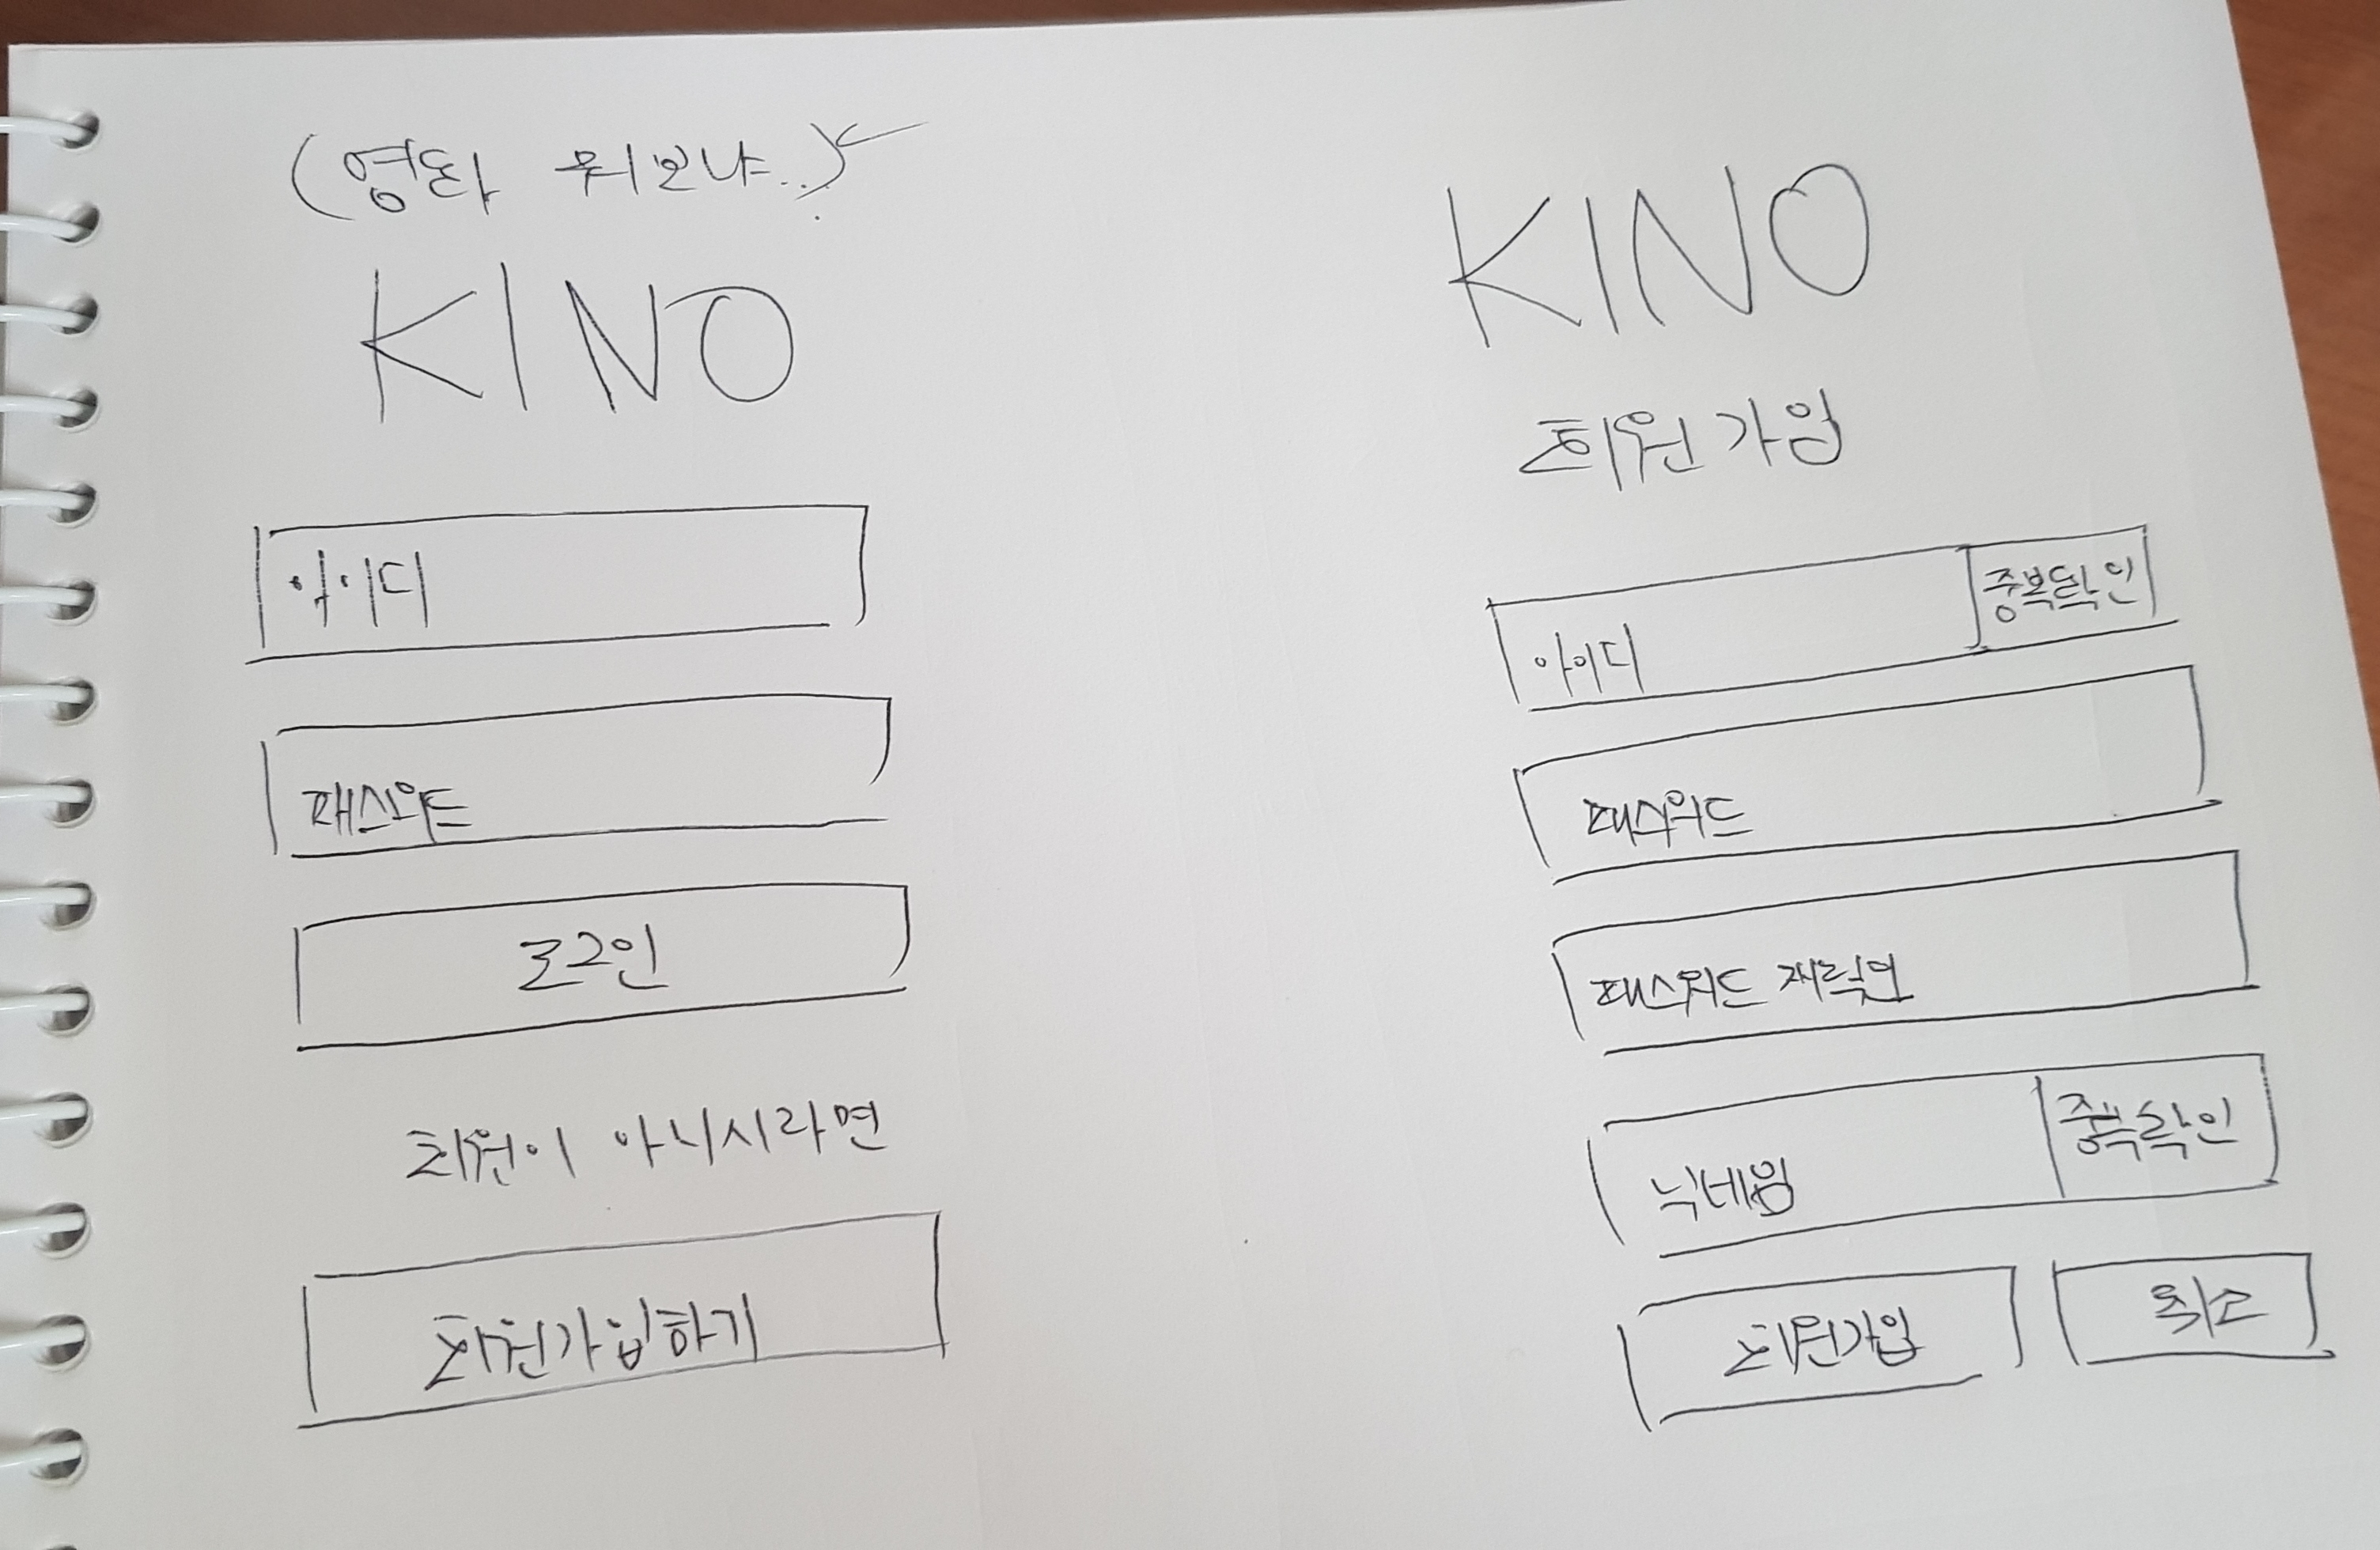 (영화 뭐보냐..)
KINO
아이디
패스워드
로그인
회원이 아니시라면
회원가입하기
KINO
회원가입
아이디
중복확인
패스워드
패스워드 재확인
닉네임
중복확인
회원가입
취소